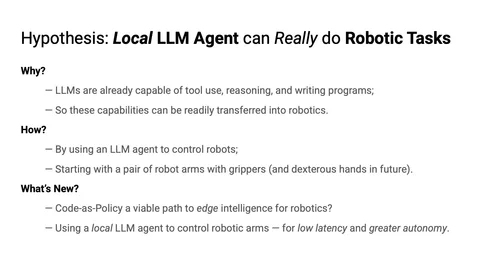 Hypothesis: Local LLM Agent can Really do Robotic Tasks
Why?
— LLMs are already capable of tool use, reasoning, and writing programs;
— So these capabilities can be readily transferred into robotics.
How?
— By using an LLM agent to control robots;
— Starting with a pair of robot arms with grippers (and dexterous hands in future).
What's New?
— Code-as-Policy a viable path to edge intelligence for robotics?
— Using a local LLM agent to control robotic arms — for low latency and greater autonomy.